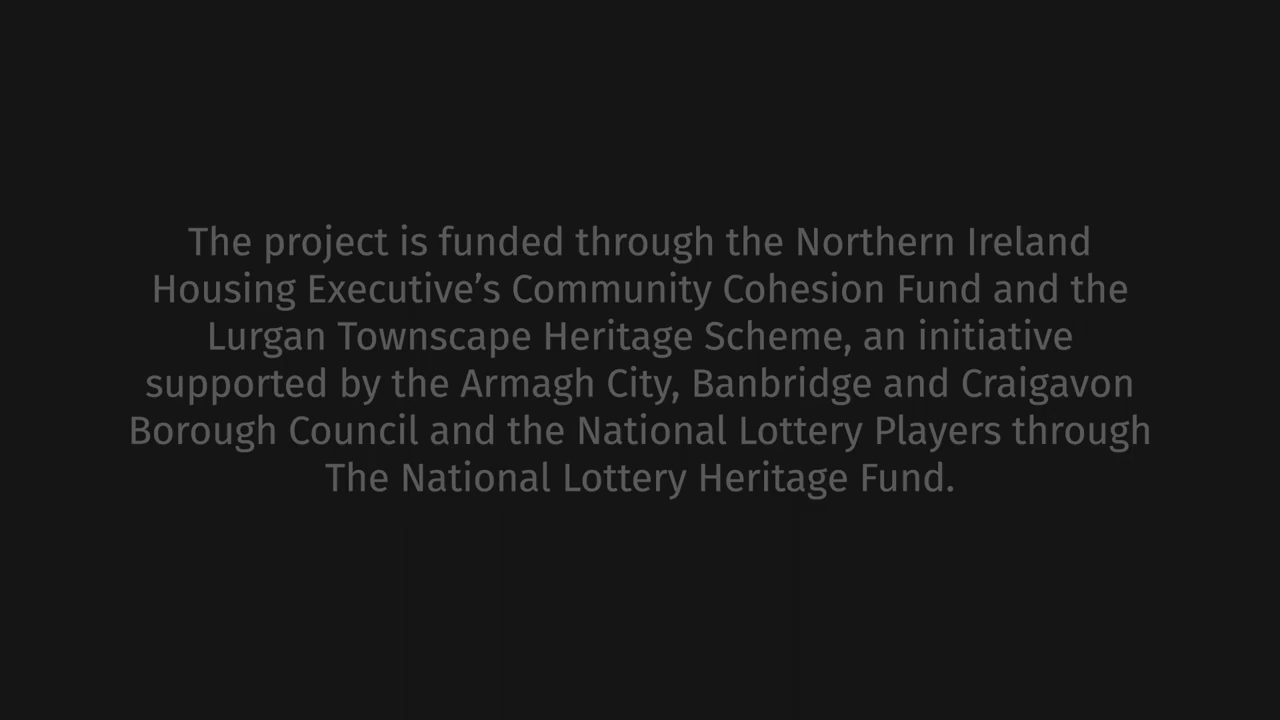 The project is funded through the Northern Ireland
Housing Executive’s Community Cohesion Fund and the
Lurgan Townscape Heritage Scheme, an initiative
supported by the Armagh City, Banbridge and Craigavon
Borough Council and the National Lottery Players through
The National Lottery Heritage Fund.